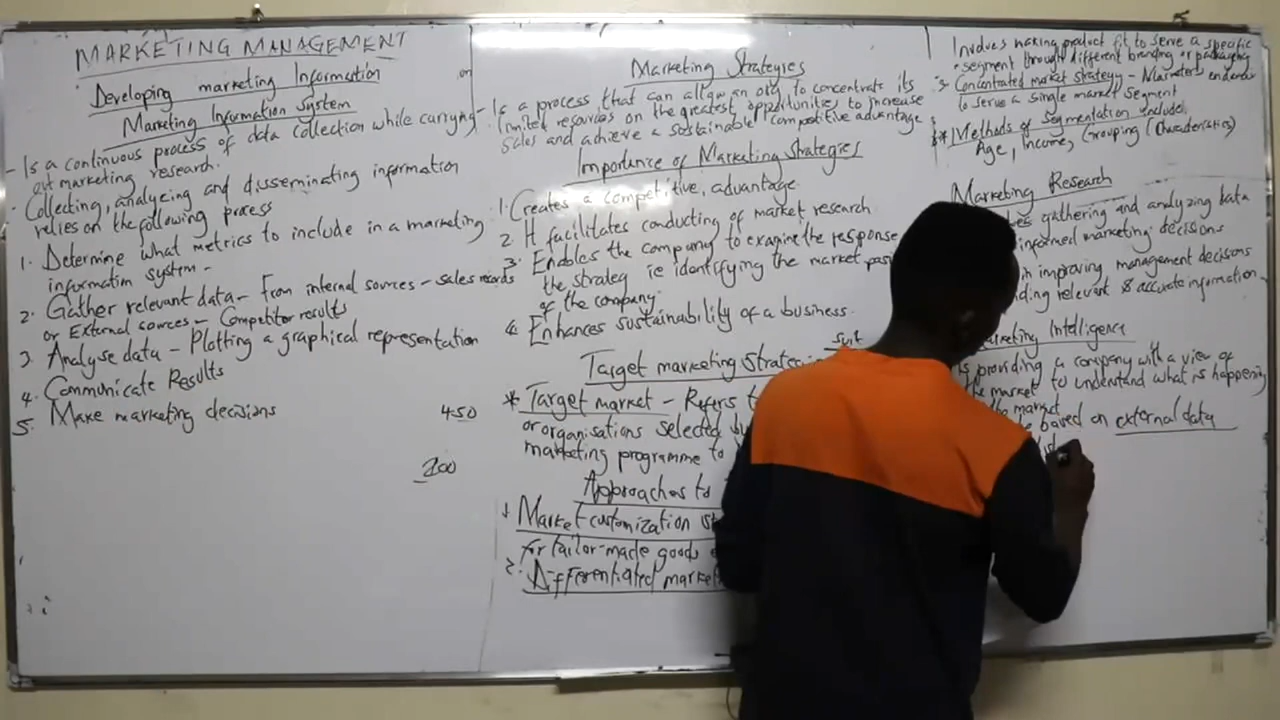 MARKETING MANAGEMENT
Developing marketing Information
Marketing Information System
- Is a continuous process of data collection while carrying
out marketing research.
- Collecting, analyzing and disseminating information
relies on the following process
1. Determine what metrics to include in a marketing
information system -
2. Gather relevant data - From internal sources - sales records
or External sources - Competitor results
3. Analyse data - Plotting a graphical representation
4. Communicate Results
5. Make marketing decisions
450
200
on
Marketing Strategies
- Is a process that can allow an org to concentrate its
limited resources on the greatest opportunities to increase
sales and achieve a sustainable competitive advantage
Importance of Marketing Strategies
1. Creates a competitive, advantage
2. It facilitates conducting of market research
3. Enables the company to examine the response
the strategy ie identifying the market
of the company
4. Enhances sustainability of a business.
suit
Target marketing
* Target market - Refers
or organisations selected
marketing programme to
Approaches to
1. Market customization
for tailor-made goods
2. Differentiated
Involves making product fit to serve a specific
segment through different branding or packaging
3. Concentrated market strategy - Marketers endeavour
to serve a single market segment
* Methods of Segmentation include;
Age, Income, Grouping (Characteristics)
Marketing Research
gathering and analyzing data
informed marketing decisions
in improving management decisions
relevant & accurate information
Intelligence
Is providing a company with a view of
the market to understand what is happening
market
be based on external data